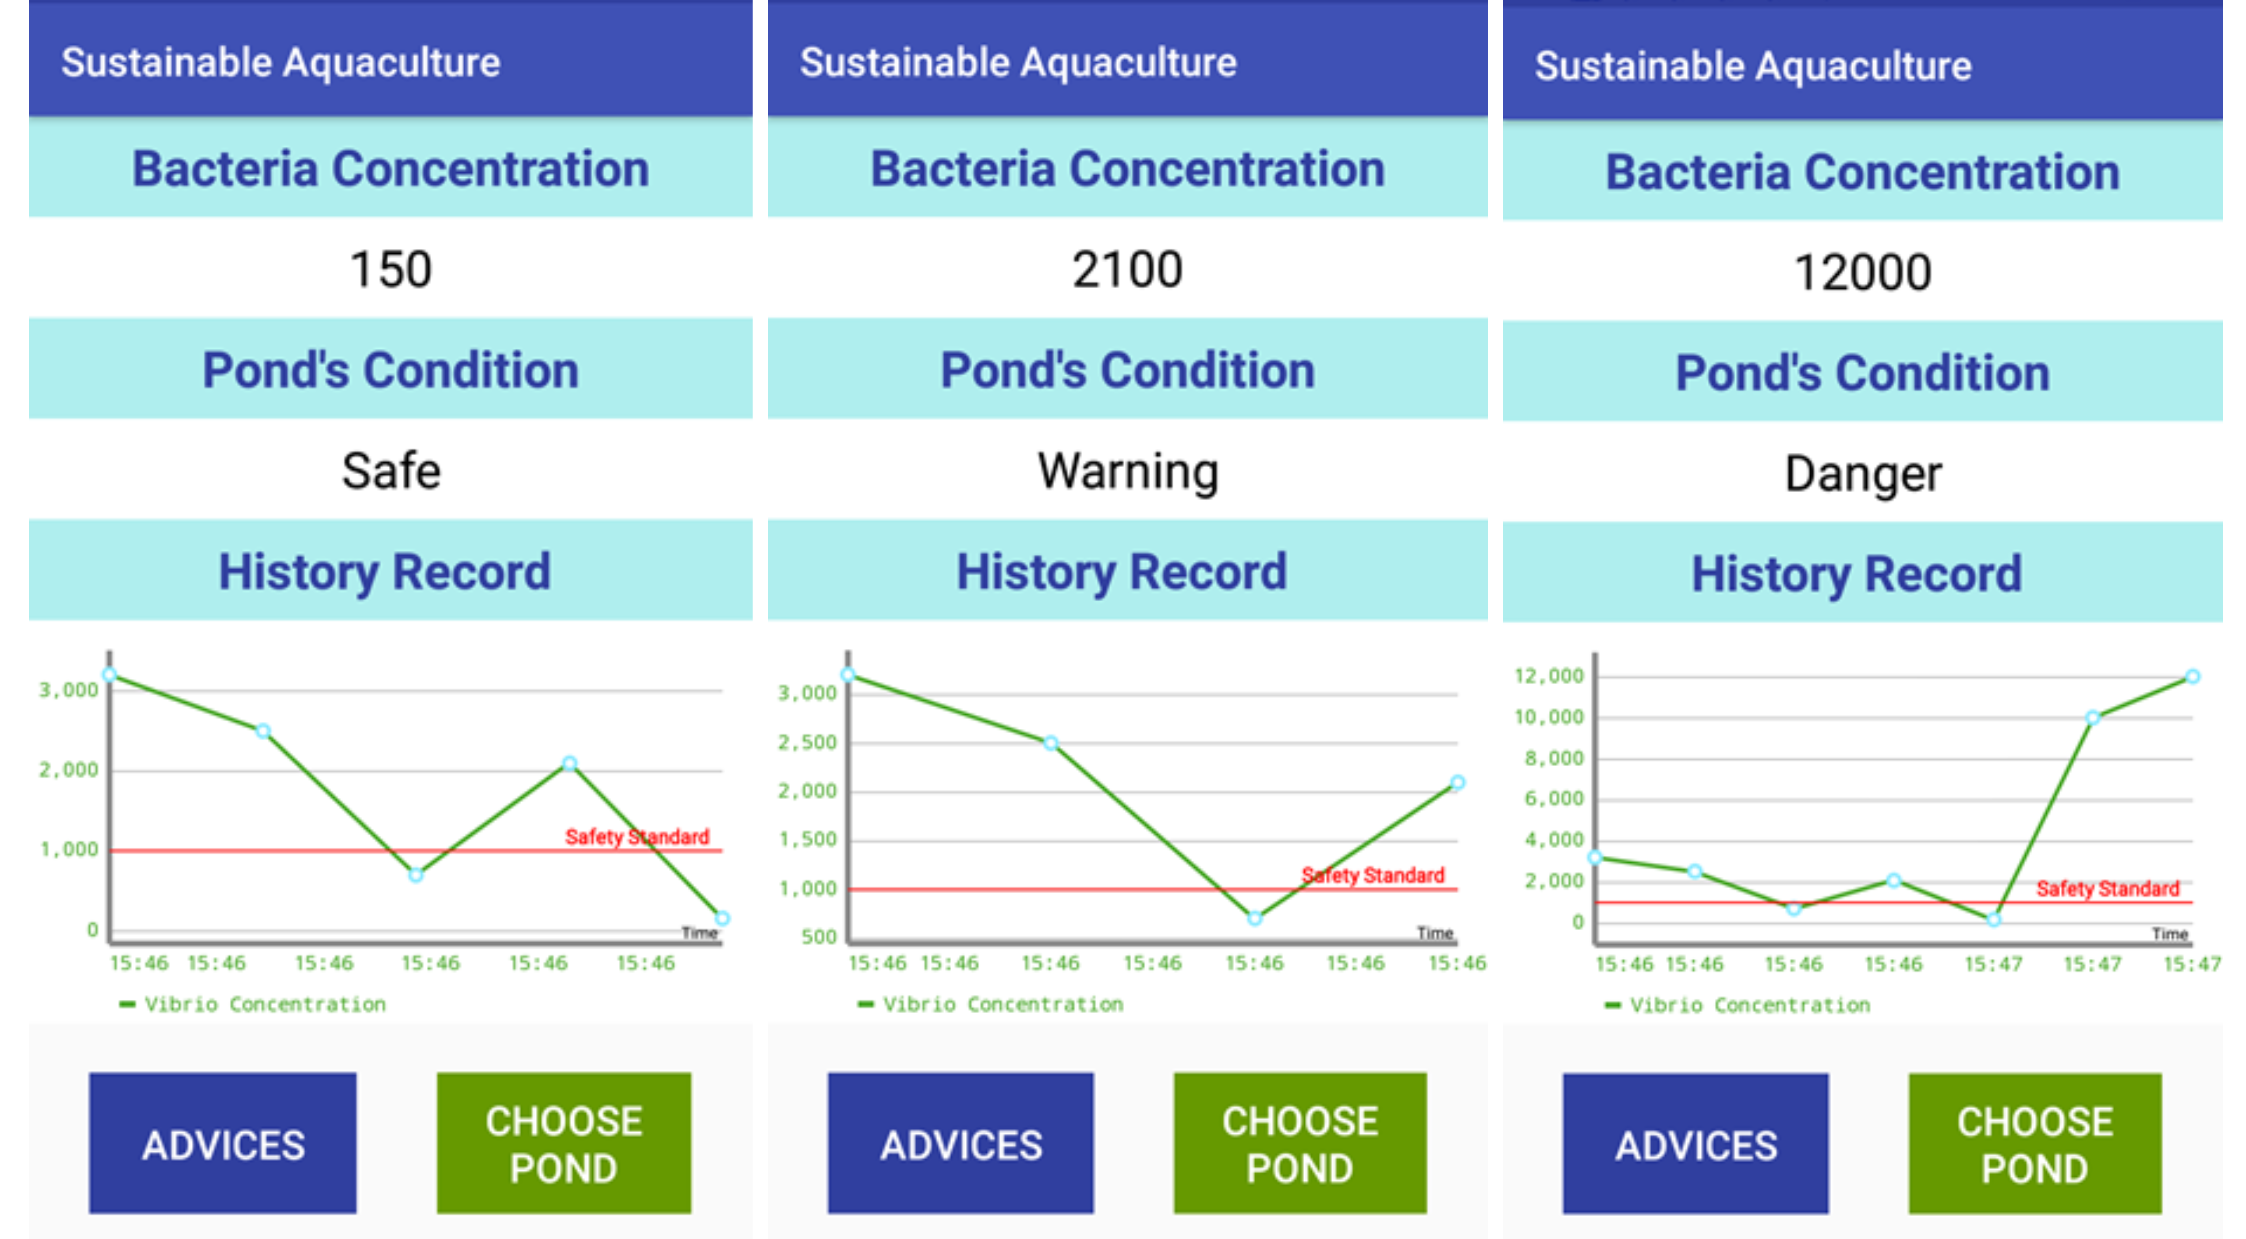 Sustainable Aquaculture
Bacteria Concentration
150
Pond's Condition
Safe
History Record
3,000
2,000
1,000
0
Safety Standard
Time
15:46 15:46 15:46 15:46 15:46 15:46
Vibrio Concentration
ADVICES
CHOOSE
POND
Sustainable Aquaculture
Bacteria Concentration
2100
Pond's Condition
Warning
History Record
3,000
2,500
2,000
1,500
1,000
500
Safety Standard
Time
15:46 15:46 15:46 15:46 15:46 15:46 15:46
Vibrio Concentration
ADVICES
CHOOSE
POND
Sustainable Aquaculture
Bacteria Concentration
12000
Pond's Condition
Danger
History Record
12,000
10,000
8,000
6,000
4,000
2,000
0
Safety Standard
Time
15:46 15:46 15:46 15:46 15:47 15:47 15:47
Vibrio Concentration
ADVICES
CHOOSE
POND